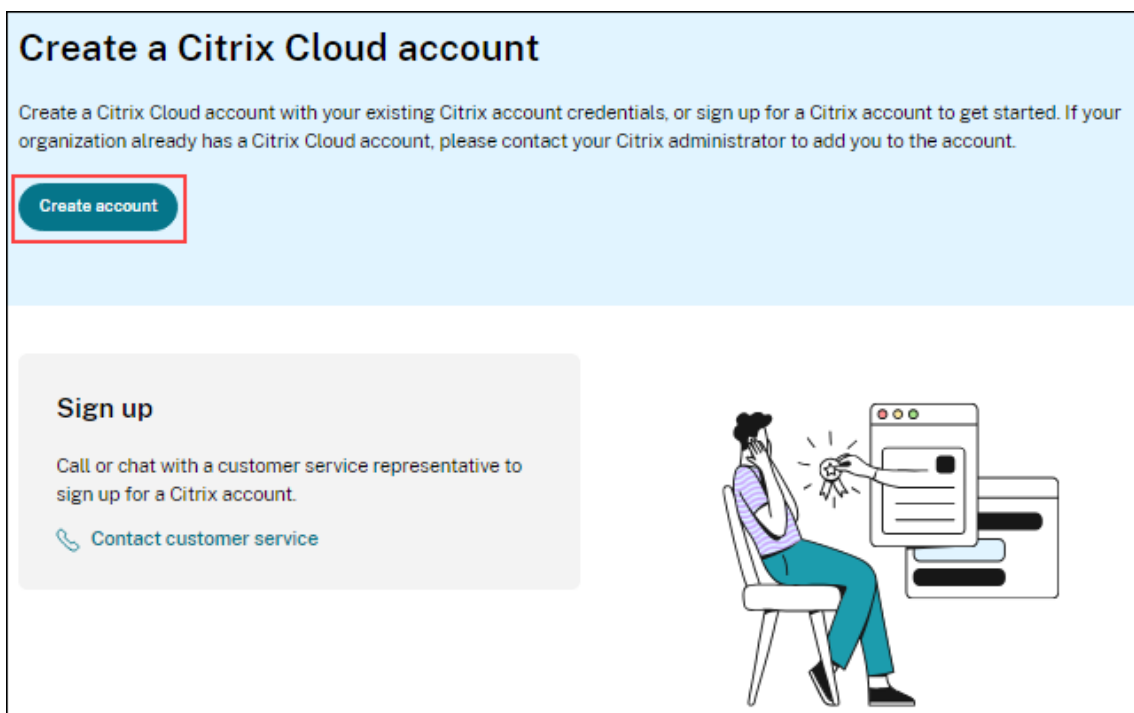 Create a Citrix Cloud account
Create a Citrix Cloud account with your existing Citrix account credentials, or sign up for a Citrix account to get started. If your
organization already has a Citrix Cloud account, please contact your Citrix administrator to add you to the account.
Create account
Sign up
Call or chat with a customer service representative to
sign up for a Citrix account.
Contact customer service